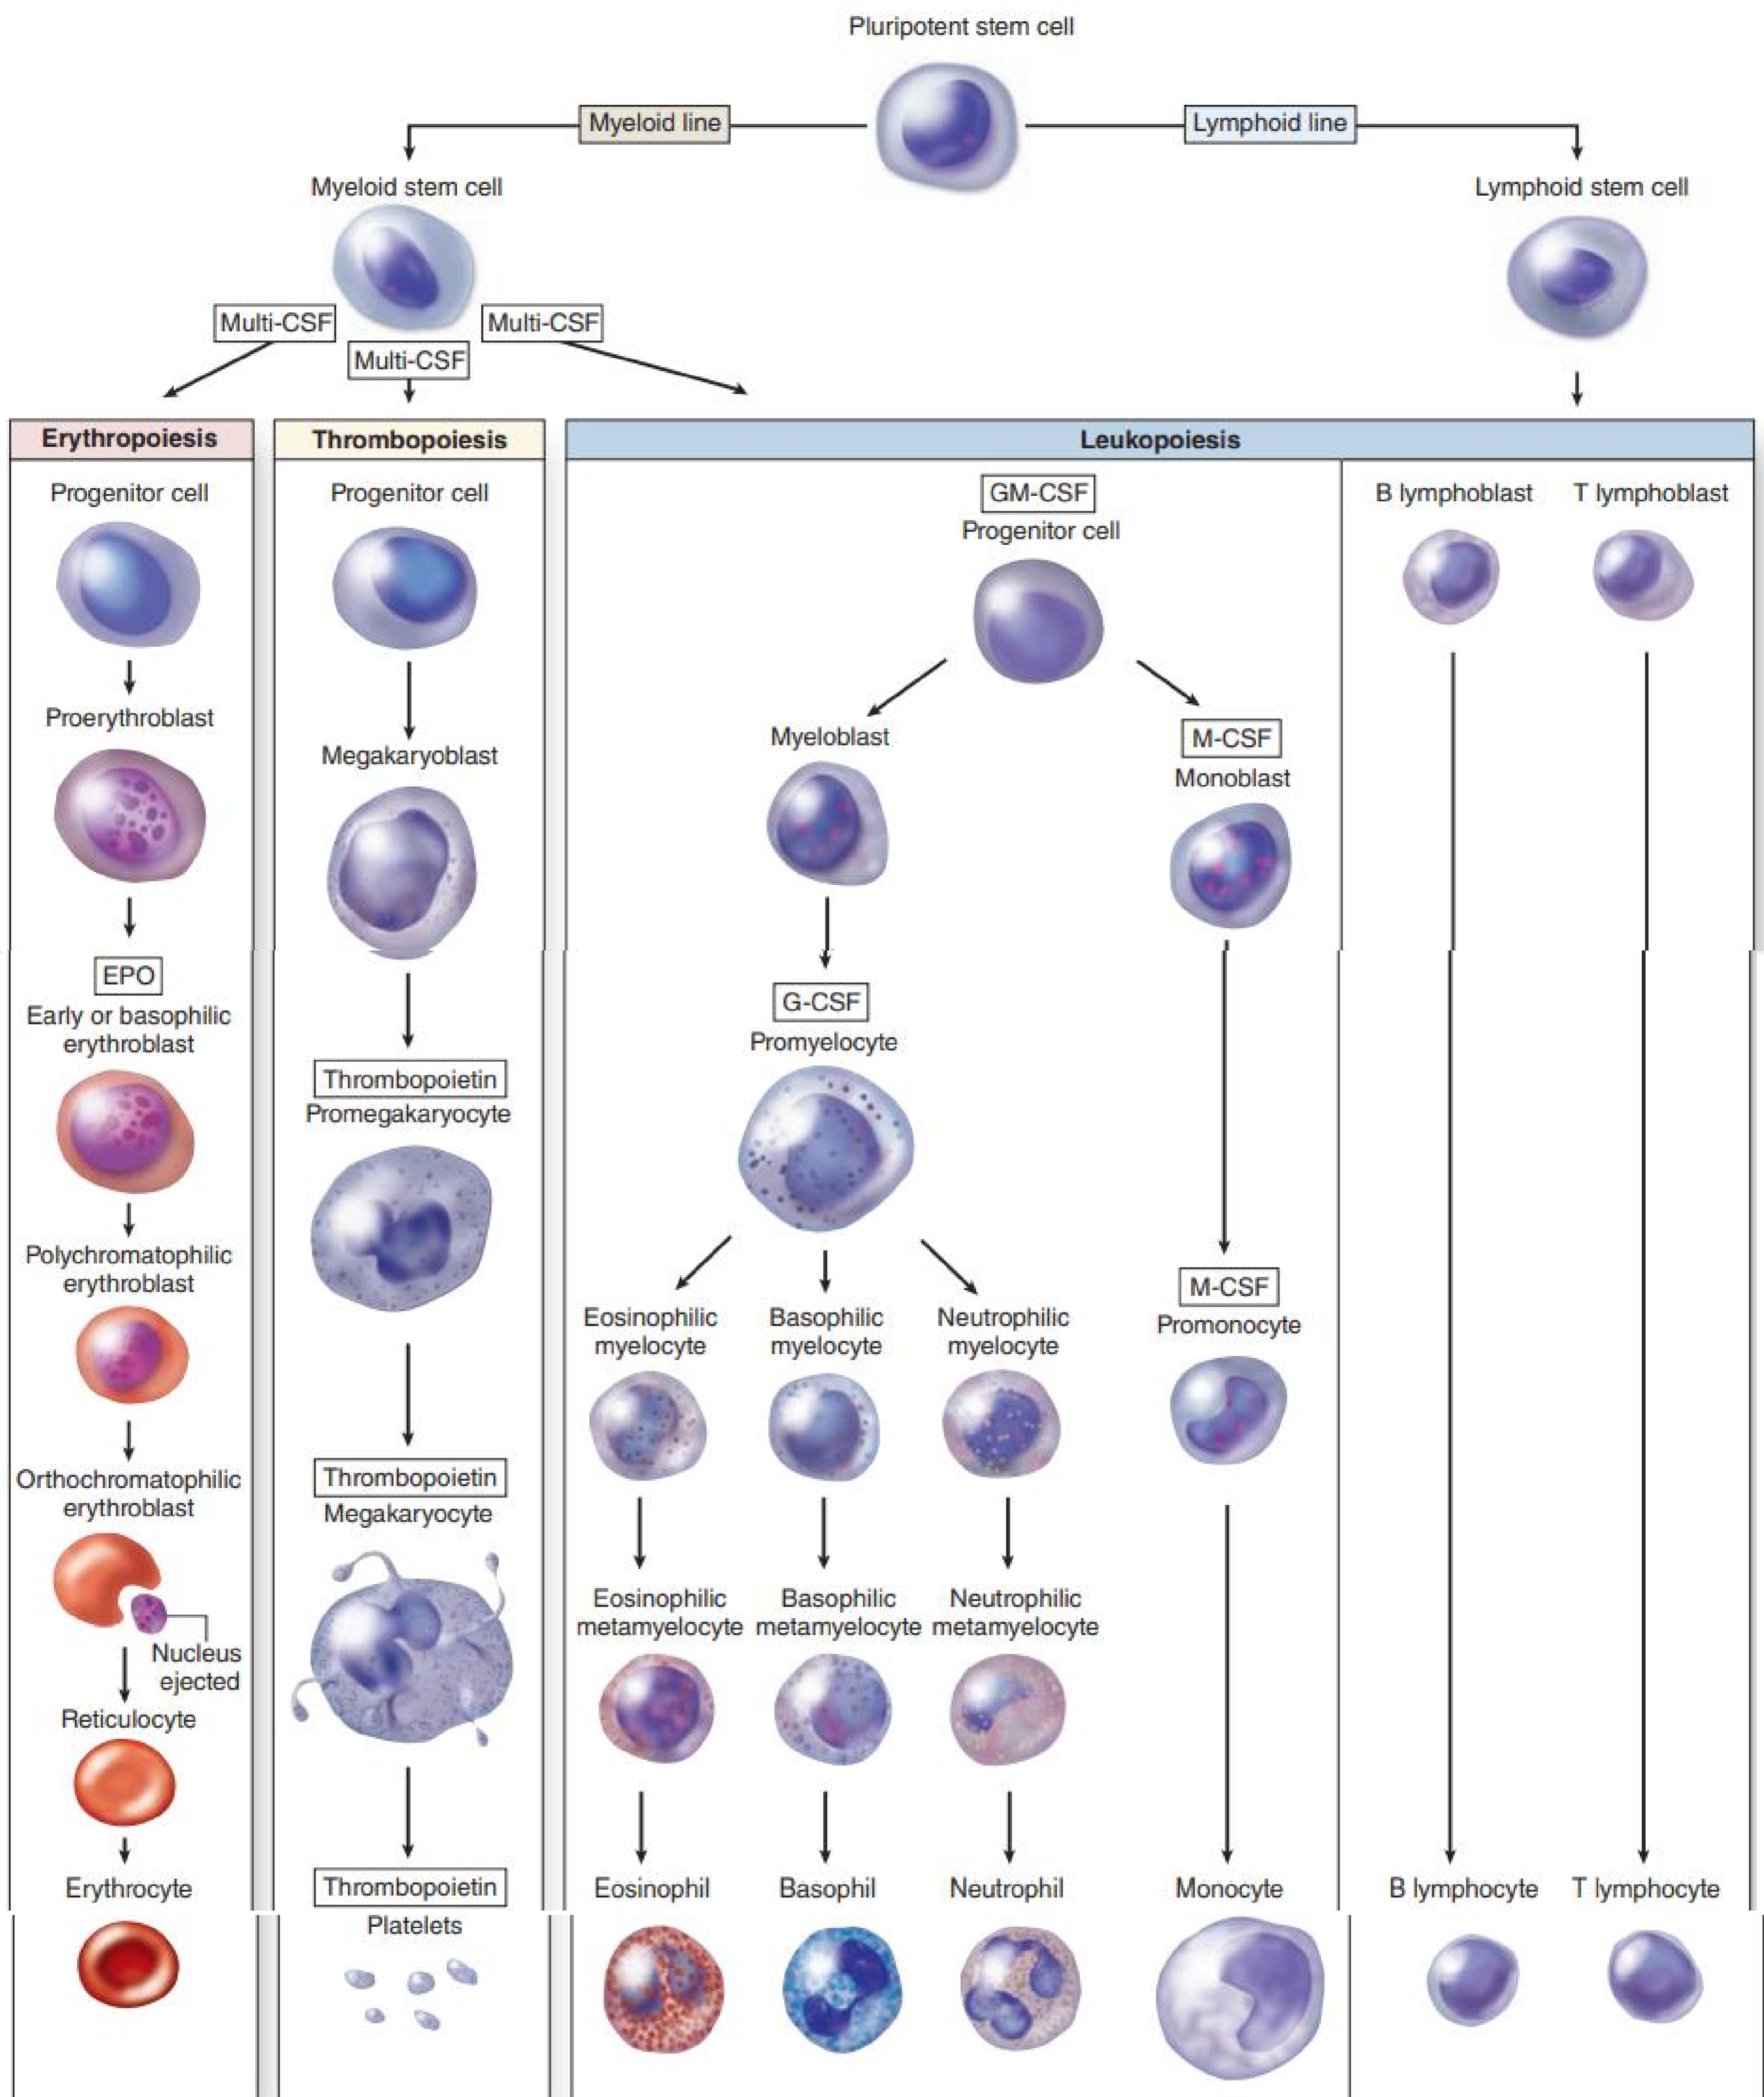 Pluripotent stem cell
Myeloid line
Lymphoid line
Myeloid stem cell
Lymphoid stem cell
Multi-CSF
Multi-CSF
Multi-CSF
Erythropoiesis
Thrombopoiesis
Leukopoiesis
Progenitor cell
Proerythroblast
EPO
Early or basophilic
erythroblast
Polychromatophilic
erythroblast
Orthochromatophilic
erythroblast
Nucleus
ejected
Reticulocyte
Erythrocyte
Progenitor cell
Megakaryoblast
Thrombopoietin
Promegakaryocyte
Thrombopoietin
Megakaryocyte
Thrombopoietin
Platelets
GM-CSF
Progenitor cell
Myeloblast
M-CSF
Monoblast
G-CSF
Promyelocyte
Eosinophilic
myelocyte
Basophilic
myelocyte
Neutrophilic
myelocyte
M-CSF
Promonocyte
Eosinophilic
metamyelocyte
Basophilic
metamyelocyte
Neutrophilic
metamyelocyte
Eosinophil
Basophil
Neutrophil
Monocyte
B lymphoblast
T lymphoblast
B lymphocyte
T lymphocyte